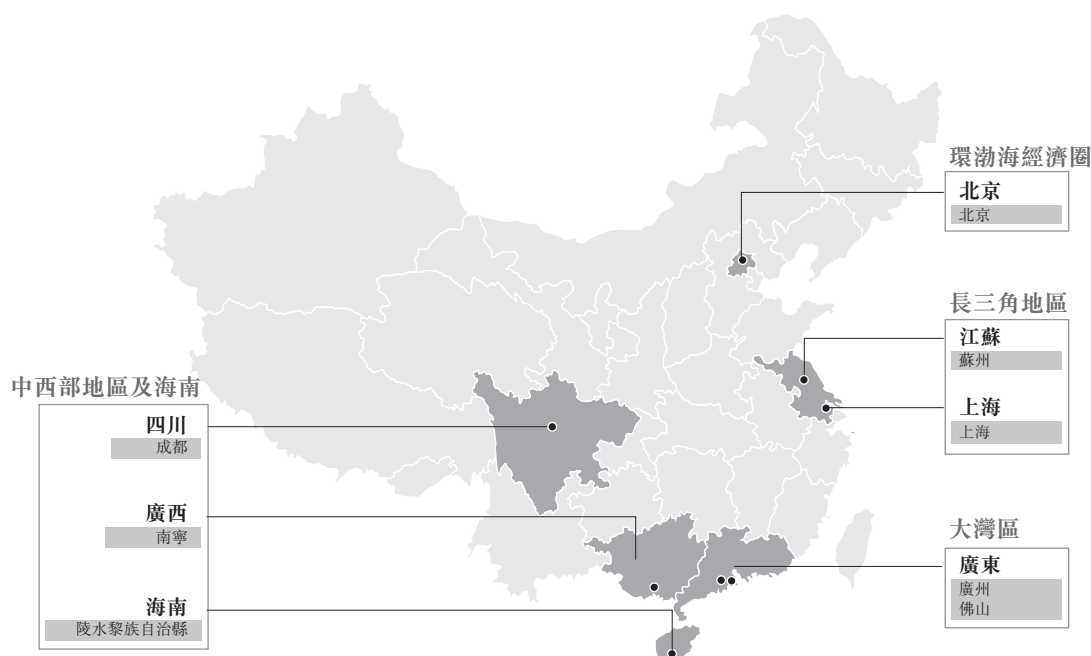 環渤海經濟圈
北京
北京
長三角地區
江蘇
蘇州
上海
上海
中西部地區及海南
四川
成都
廣西
南寧
海南
陵水黎族自治縣
大灣區
廣東
廣州
佛山